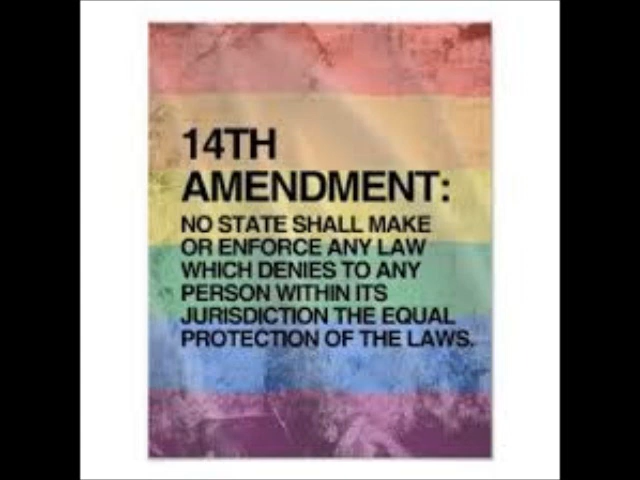 14TH
AMENDMENT:
NO STATE SHALL MAKE
OR ENFORCE ANY LAW
WHICH DENIES TO ANY
PERSON WITHIN ITS
JURISDICTION THE EQUAL
PROTECTION OF THE LAWS.